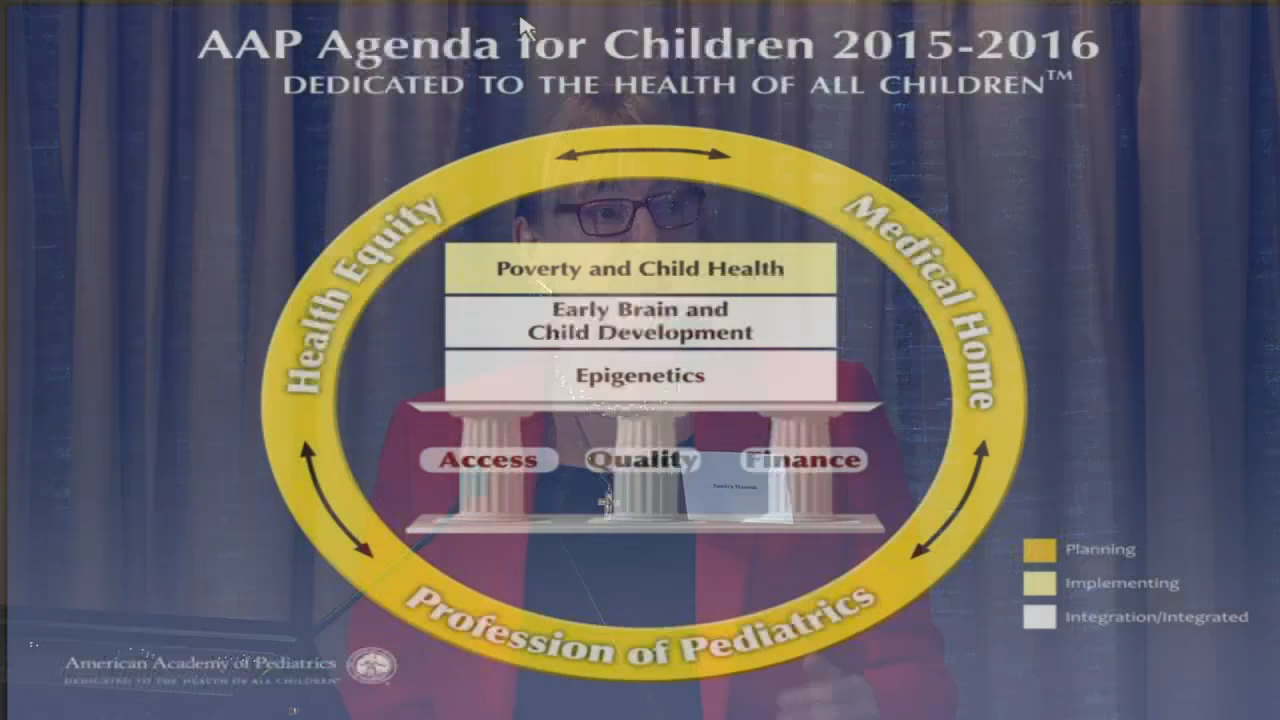 AAP Agenda for Children 2015-2016
DEDICATED TO THE HEALTH OF ALL CHILDREN™
Health Equity
Medical Home
Poverty and Child Health
Early Brain and
Child Development
Epigenetics
Access
Quality
Finance
Profession of Pediatrics
Planning
Implementing
Integration/Integrated
American Academy of Pediatrics
DEDICATED TO THE HEALTH OF ALL CHILDREN™